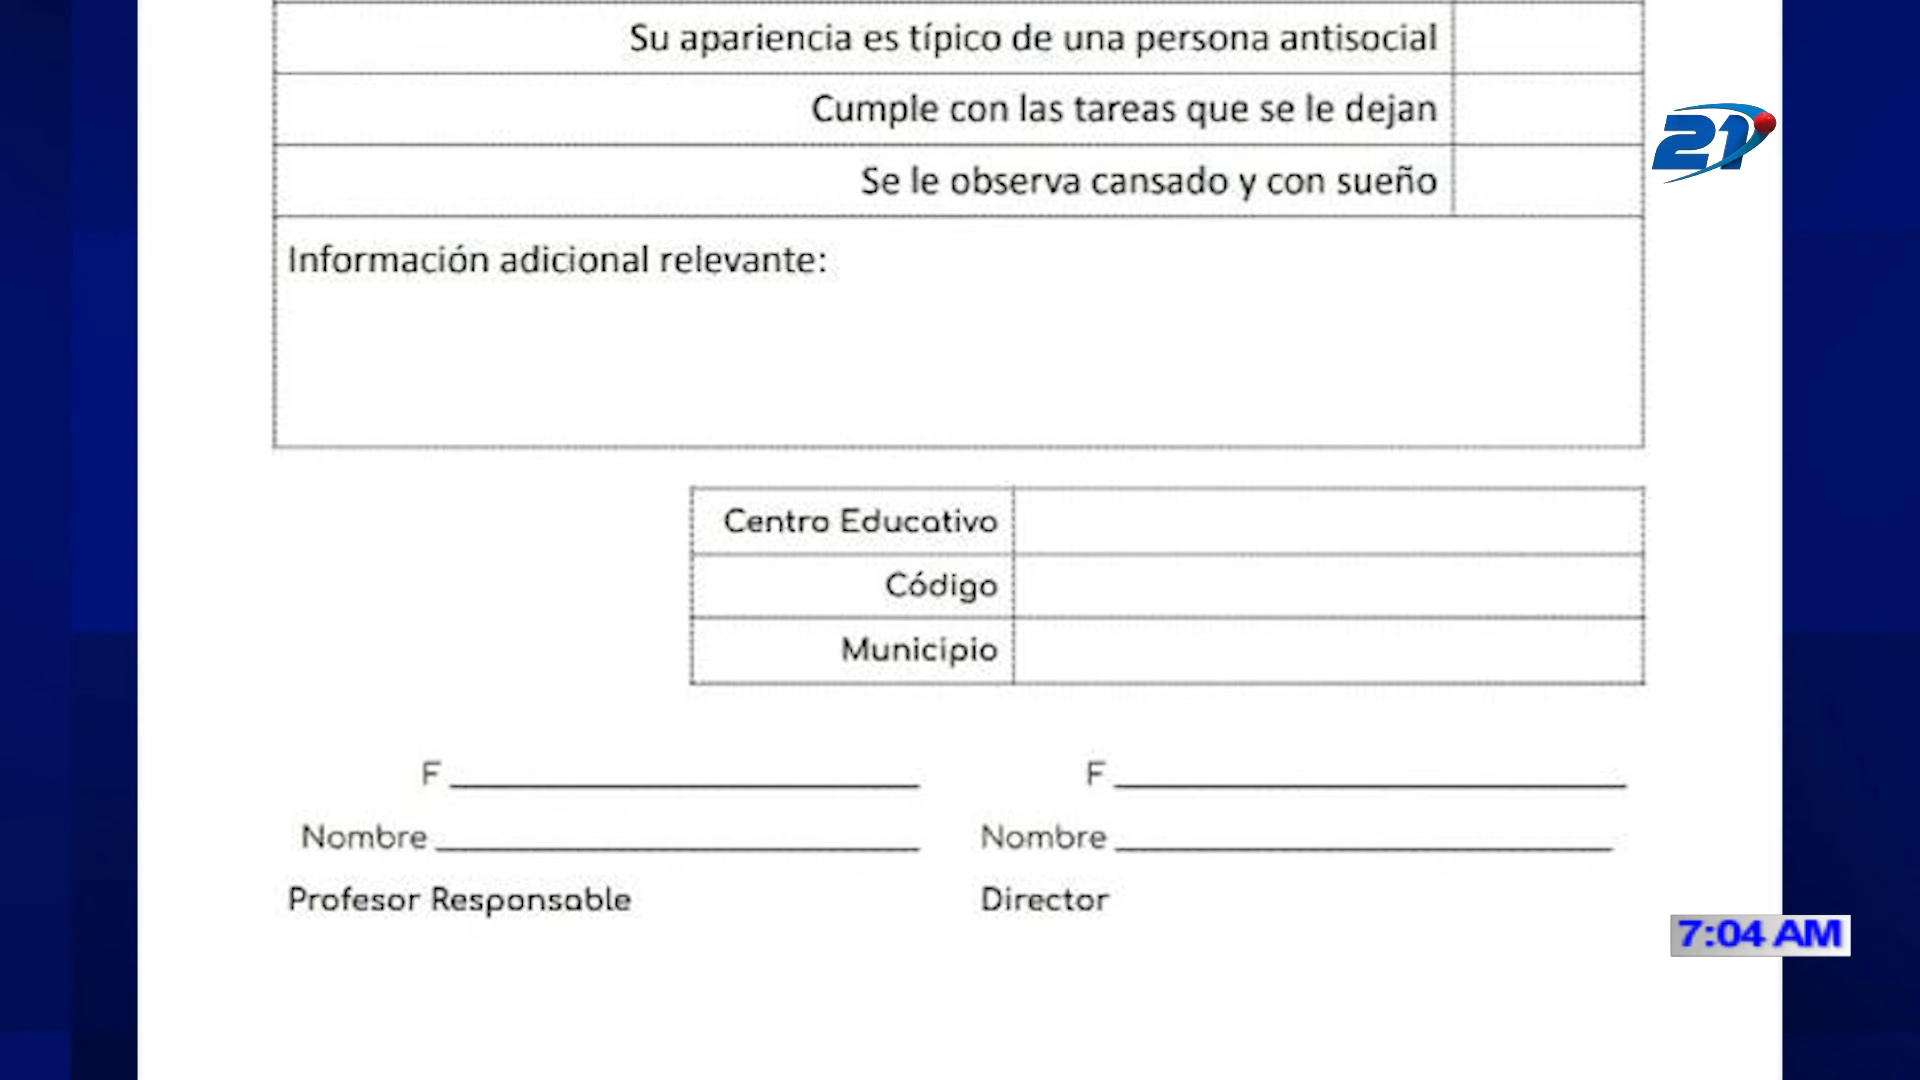 Su apariencia es típico de una persona antisocial
Cumple con las tareas que se le dejan
21
Se le observa cansado y con sueño
Información adicional relevante:
Centro Educativo
Código
Municipio
F F
Nombre Nombre
Profesor Responsable Director
7:04 AM